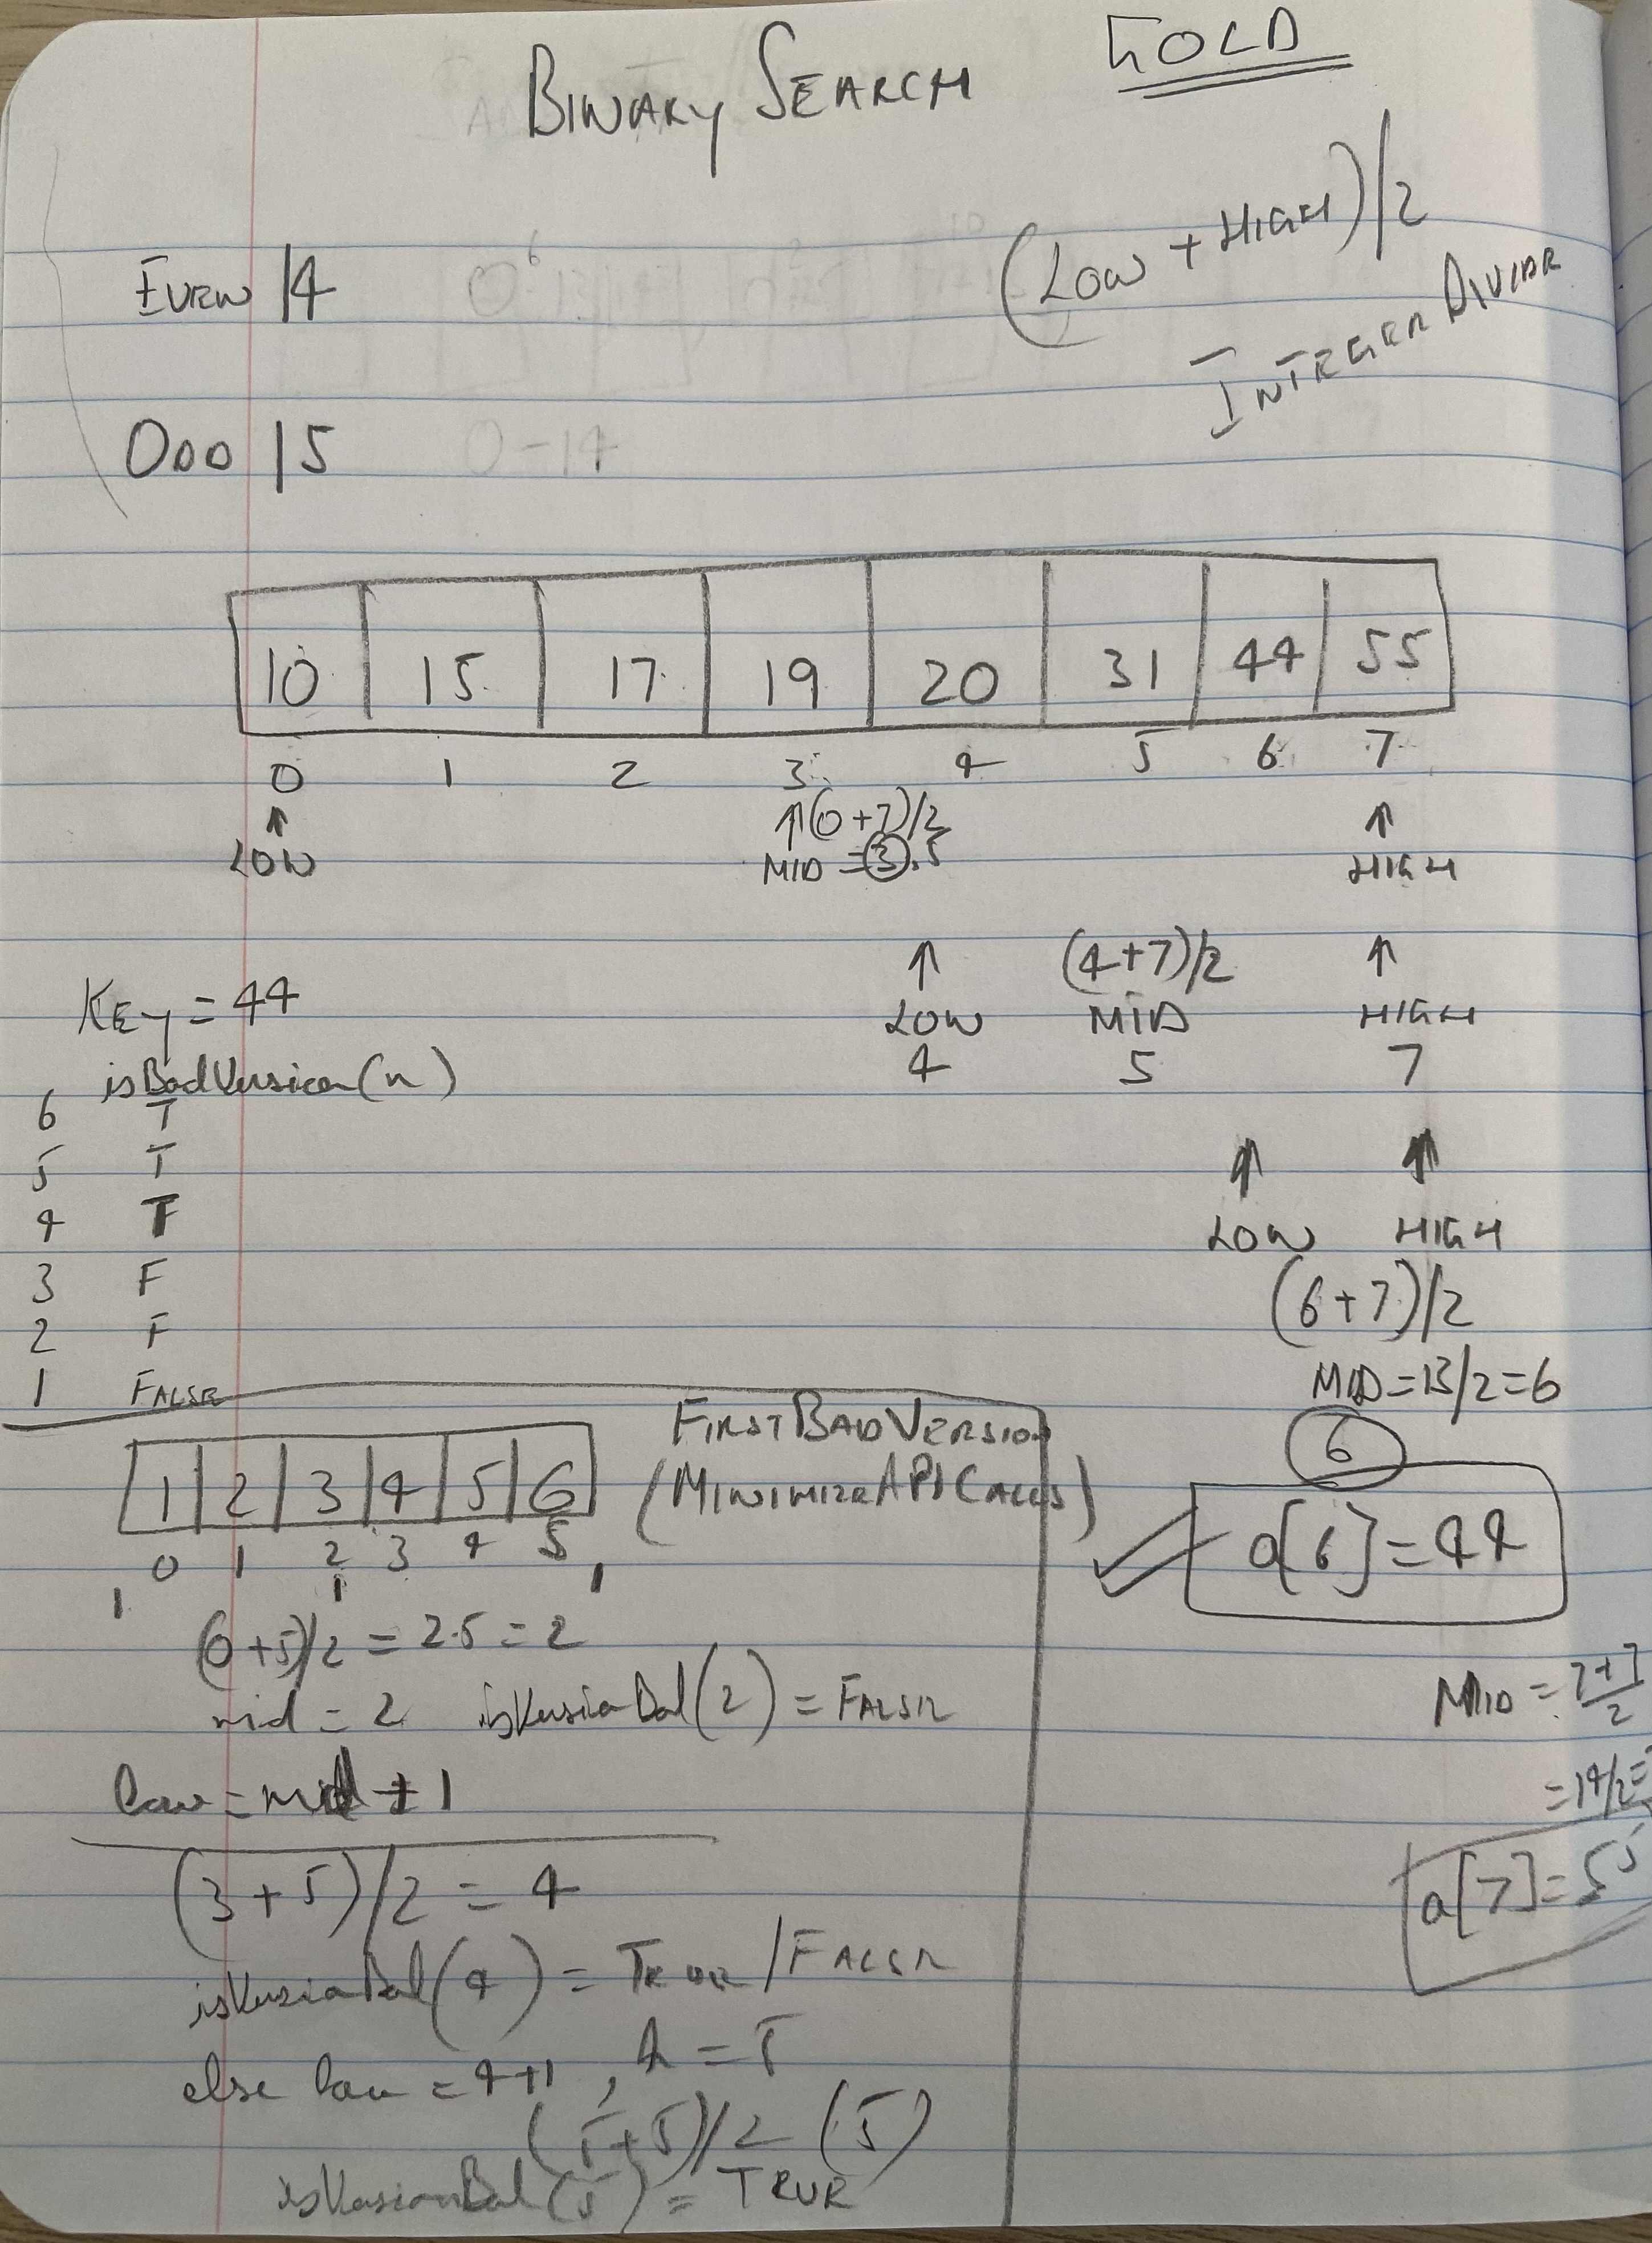 BINARY SEARCH GOLD
(LOW + HIGH)/2
INTEGER DIVIDE
EVEN 14
ODD 15
0-14
10 15 17 19 20 31 44 55
0 1 2 3 4 5 6 7
LOW MID (0+7)/2 = 3.5 HIGH
(4+7)/2
LOW MID HIGH
4 5 7
KEY = 44
isBadVersion(n)
6 T
5 T
4 F
3 F
2 F
1 FALSE
LOW HIGH
(6+7)/2
MID = 13/2 = 6
6
a[6] = 44
MID = 7+7/2
= 14/2 =
a[7] = 55
FIRST BAD VERSION
(MINIMIZE API CALLS)
1 2 3 4 5 6
0 1 2 3 4 5
(0+5)/2 = 2.5 = 2
mid = 2 isVersionBad(2) = FALSE
low = mid + 1
(3+5)/2 = 4
isVersionBad(4) = TRUE / FALSE
else low = 4+1, h = 5
(5+5)/2 (5)
isVersionBad(5) = TRUE